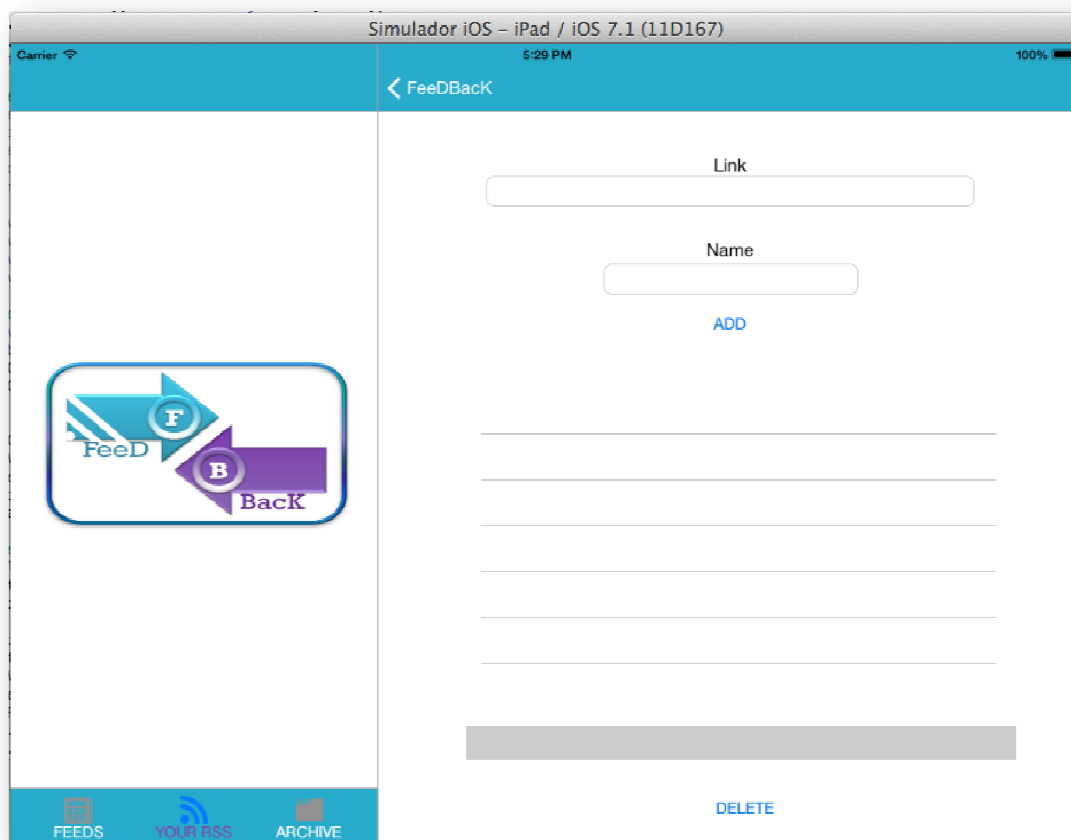 Simulador iOS – iPad / iOS 7.1 (11D167)
Carrier 5:29 PM 100%
FeeDBacK
Link
Name
ADD
F
FeeD
B
BacK
DELETE
FEEDS YOUR RSS ARCHIVE